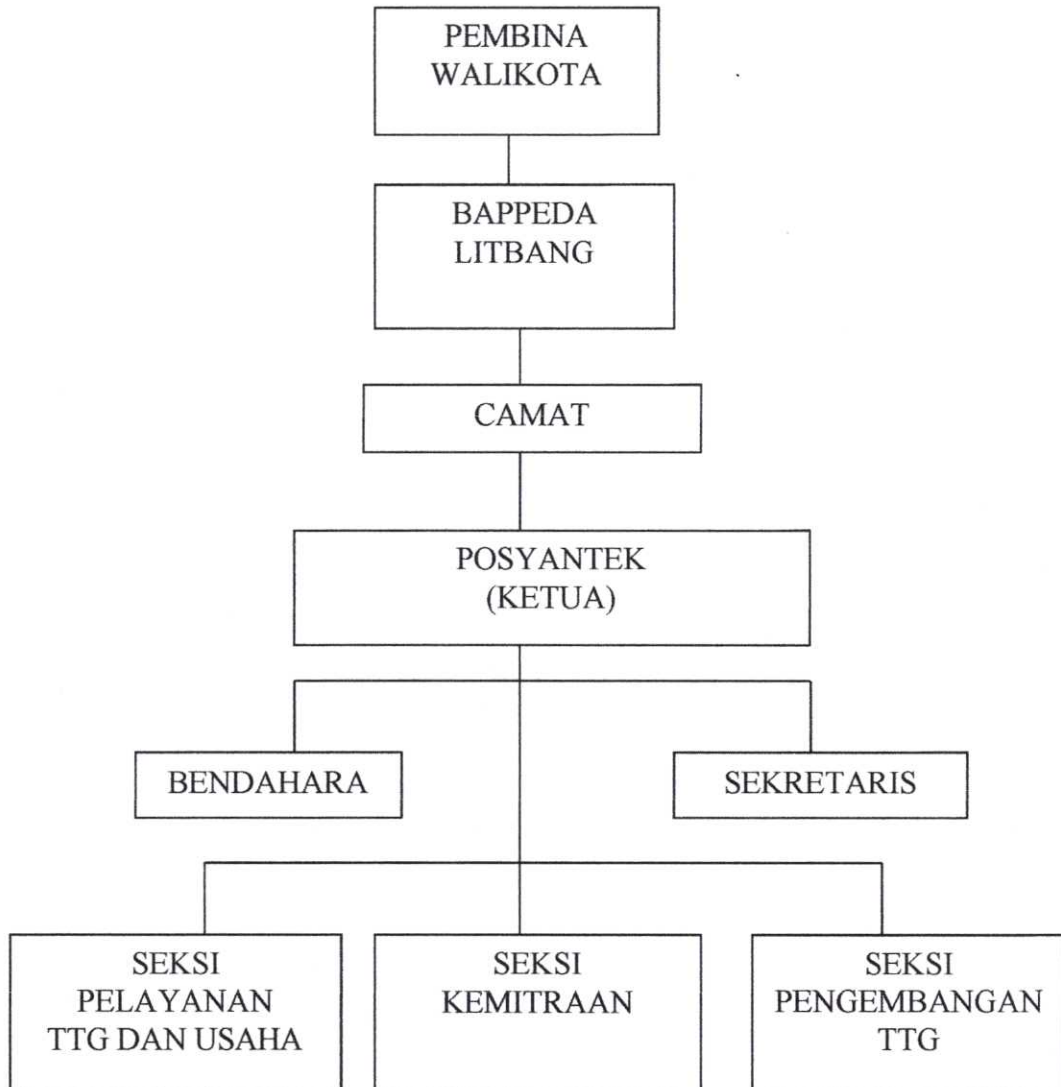 PEMBINA
WALIKOTA
BAPPEDA
LITBANG
CAMAT
POSYANTEK
(KETUA)
BENDAHARA
SEKRETARIS
SEKSI
PELAYANAN
TTG DAN USAHA
SEKSI
KEMITRAAN
SEKSI
PENGEMBANGAN
TTG